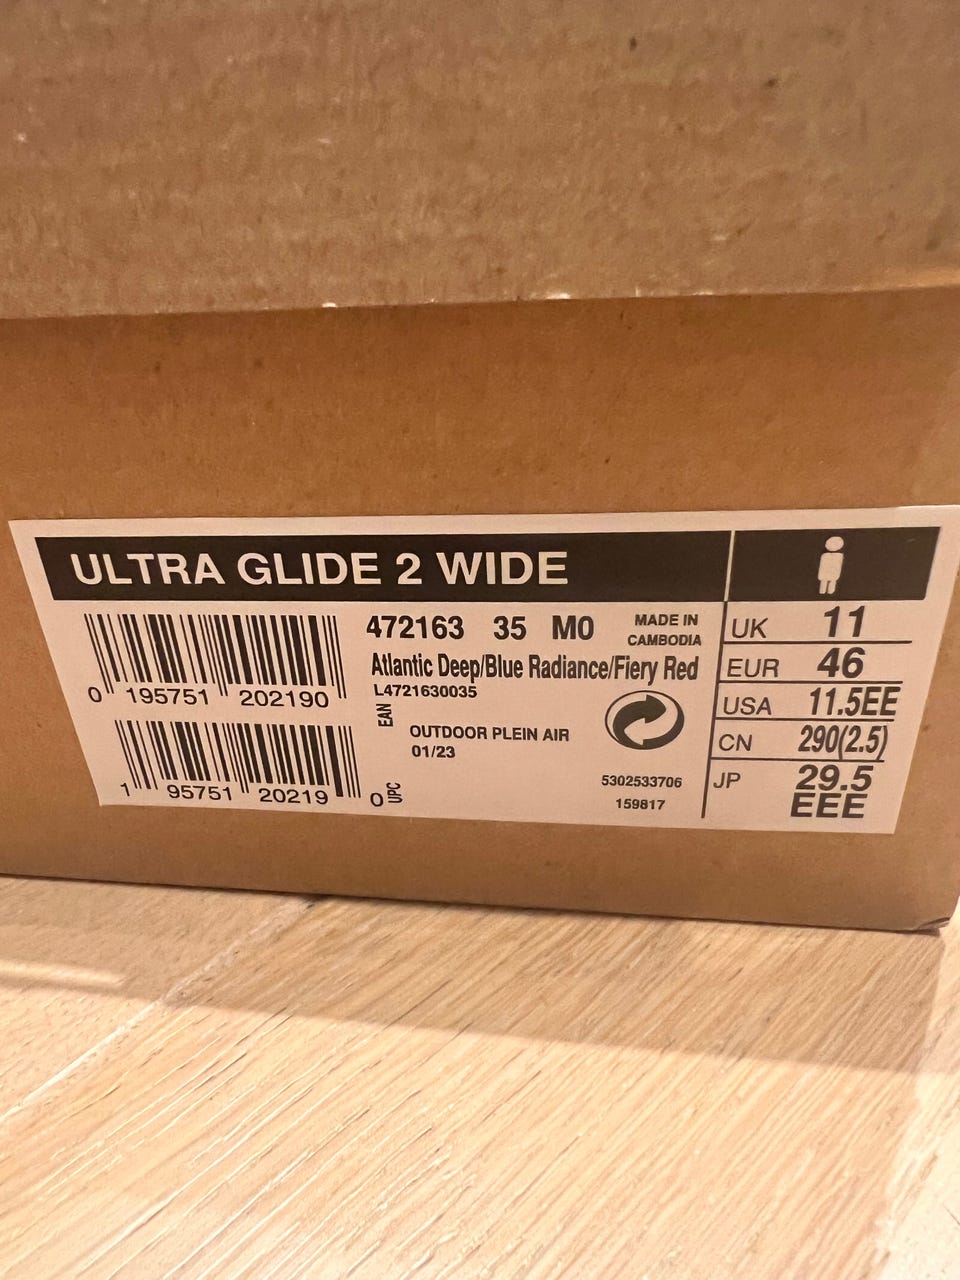 ULTRA GLIDE 2 WIDE
472163 35 M0
MADE IN
CAMBODIA
Atlantic Deep/Blue Radiance/Fiery Red
L4721630035
0 195751 202190
EAN
OUTDOOR PLEIN AIR
01/23
1 95751 20219 0
UPC
5302533706
159817
UK 11
EUR 46
USA 11.5EE
CN 290(2.5)
JP 29.5
EEE